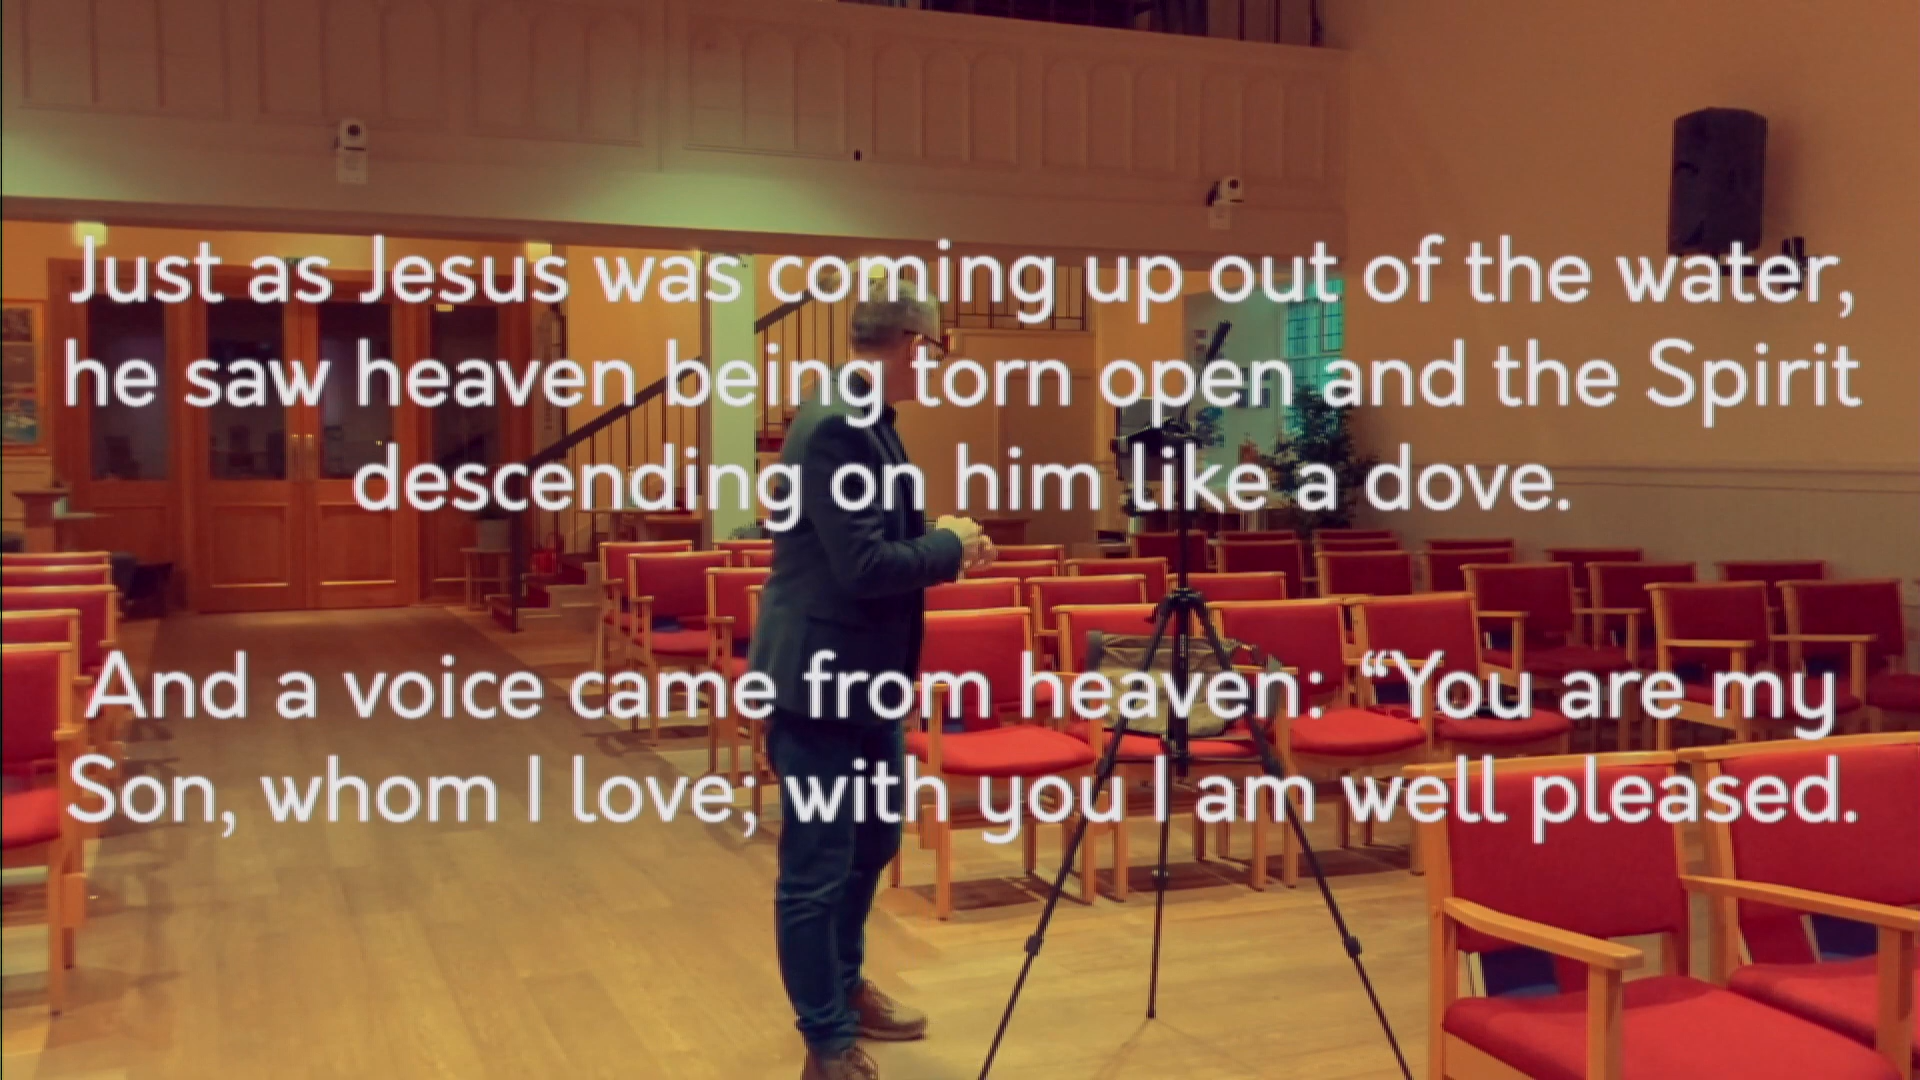 Just as Jesus was coming up out of the water,
he saw heaven being torn open and the Spirit
descending on him like a dove.
And a voice came from heaven: “You are my
Son, whom I love; with you I am well pleased.